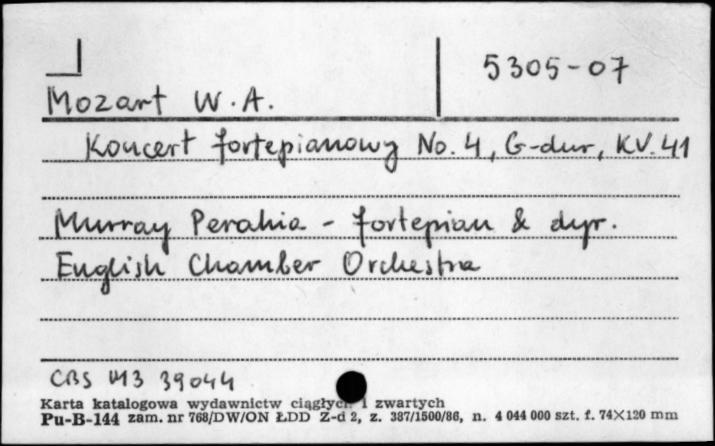 5305-07
Mozart W. A.
Koncert fortepianowy No. 4, G-dur, KV. 41
Murray Perahia - fortepian & dyr.
English Chamber Orchestra
CBS M3 39044
Karta katalogowa wydawnictw ciągłych i zwartych
Pu-B-144 zam. nr 768/DW/ON ŁDD Z-d 2, z. 387/1500/86, n. 4 044 000 szt. f. 74×120 mm